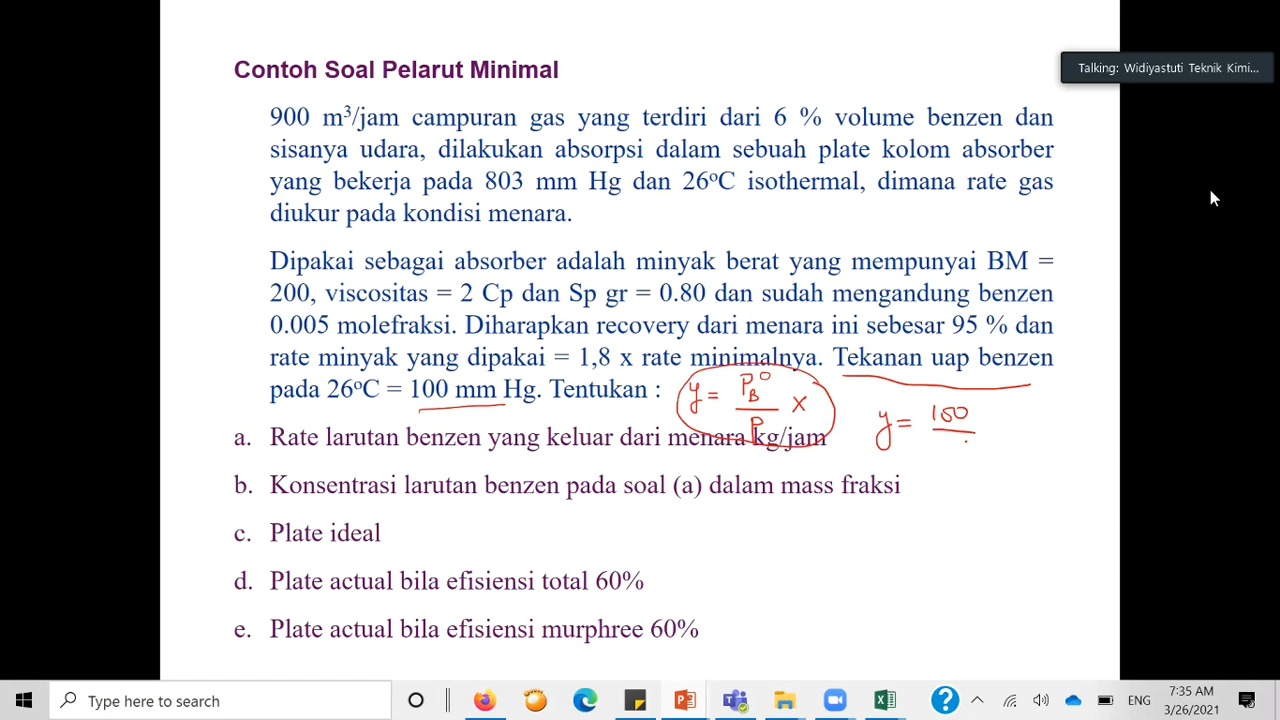 Contoh Soal Pelarut Minimal
Talking: Widiyastuti Teknik Kimi...
900 m³/jam campuran gas yang terdiri dari 6 % volume benzen dan
sisanya udara, dilakukan absorpsi dalam sebuah plate kolom absorber
yang bekerja pada 803 mm Hg dan 26°C isothermal, dimana rate gas
diukur pada kondisi menara.
Dipakai sebagai absorber adalah minyak berat yang mempunyai BM =
200, viscositas = 2 Cp dan Sp gr = 0.80 dan sudah mengandung benzen
0.005 molefraksi. Diharapkan recovery dari menara ini sebesar 95 % dan
rate minyak yang dipakai = 1,8 x rate minimalnya. Tekanan uap benzen
pada 26°C = 100 mm Hg. Tentukan :
y = P_B° / P x
y = 100
a. Rate larutan benzen yang keluar dari menara kg/jam
b. Konsentrasi larutan benzen pada soal (a) dalam mass fraksi
c. Plate ideal
d. Plate actual bila efisiensi total 60%
e. Plate actual bila efisiensi murphree 60%
Type here to search
ENG
7:35 AM
3/26/2021